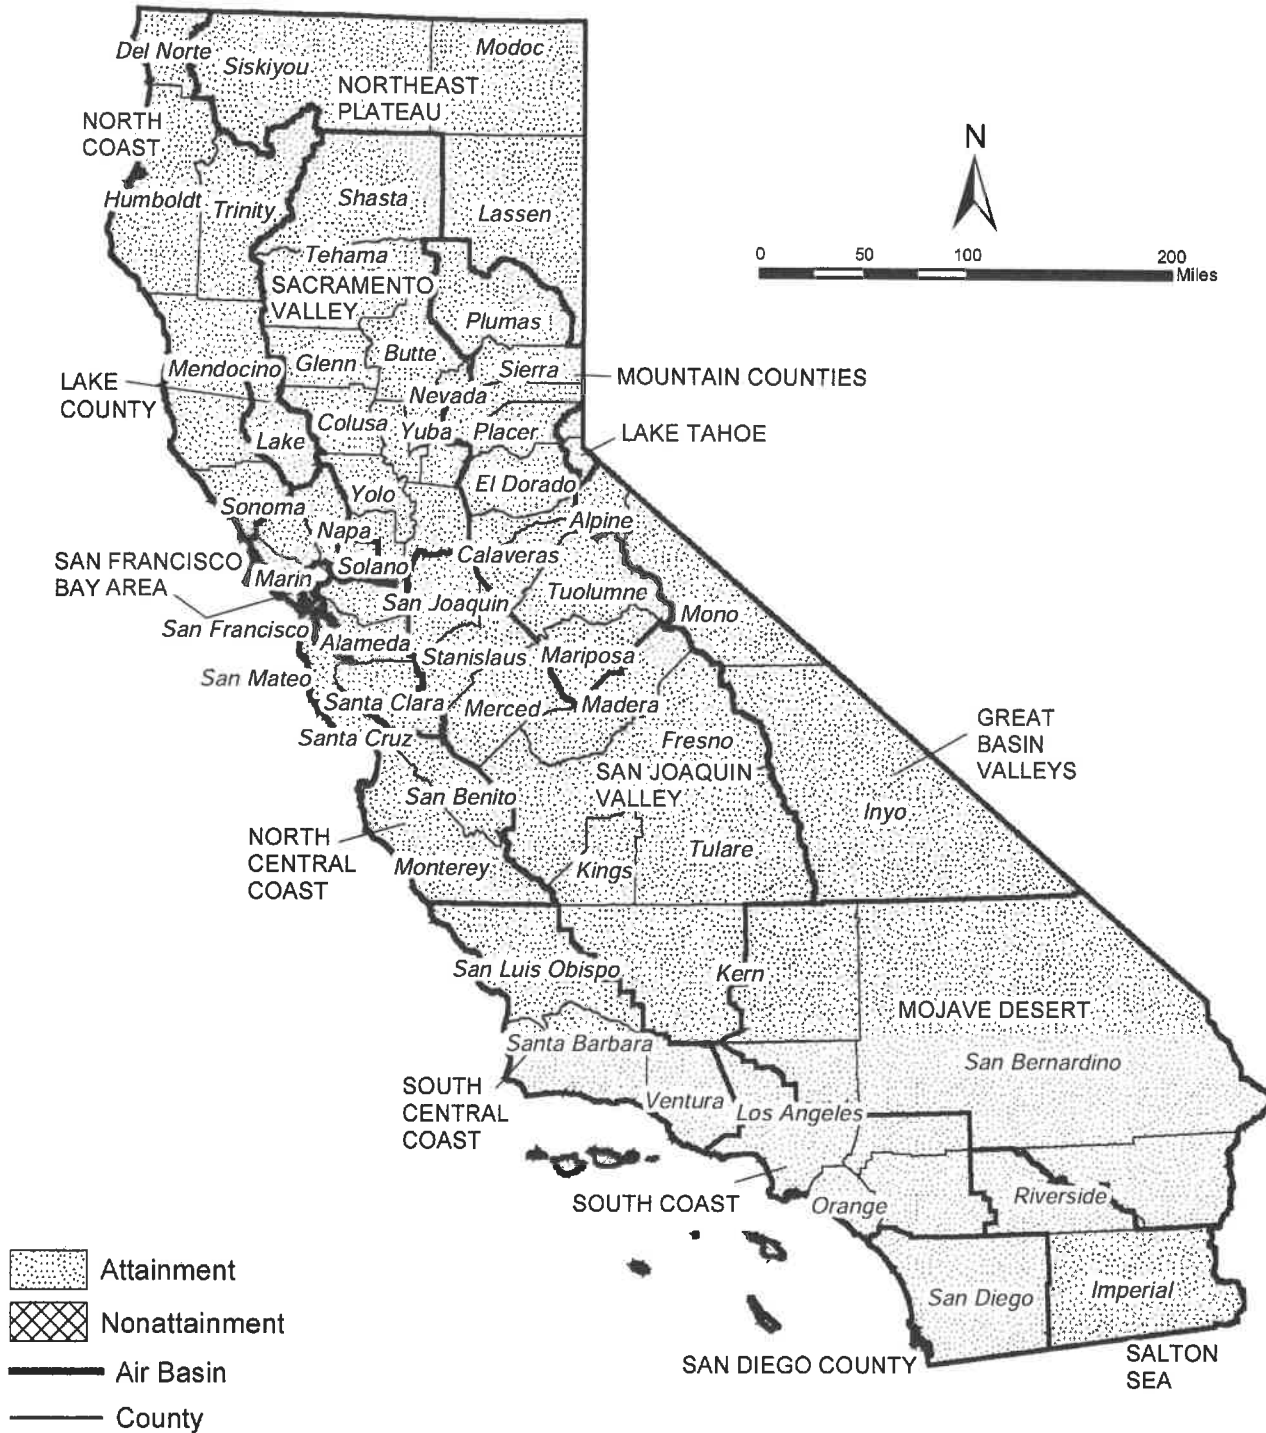 Del Norte
Siskiyou
Modoc
NORTHEAST
PLATEAU
NORTH
COAST
N
Humboldt
Trinity
Shasta
Lassen
0 50 100 200
Miles
Tehama
SACRAMENTO
VALLEY
Plumas
Mendocino
Glenn
Butte
Sierra
MOUNTAIN COUNTIES
LAKE
COUNTY
Nevada
Colusa
Yuba
Placer
LAKE TAHOE
Lake
Yolo
El Dorado
Sonoma
Napa
Alpine
SAN FRANCISCO
BAY AREA
Marin
Solano
Calaveras
San Joaquin
Tuolumne
Mono
San Francisco
Alameda
Stanislaus
Mariposa
San Mateo
Santa Clara
Merced
Madera
Santa Cruz
Fresno
GREAT
BASIN
VALLEYS
SAN JOAQUIN
VALLEY
San Benito
Inyo
NORTH
CENTRAL
COAST
Monterey
Kings
Tulare
San Luis Obispo
Kern
MOJAVE DESERT
Santa Barbara
San Bernardino
SOUTH
CENTRAL
COAST
Ventura
Los Angeles
SOUTH COAST
Orange
Riverside
Attainment
Nonattainment
Air Basin
County
San Diego
Imperial
SAN DIEGO COUNTY
SALTON
SEA